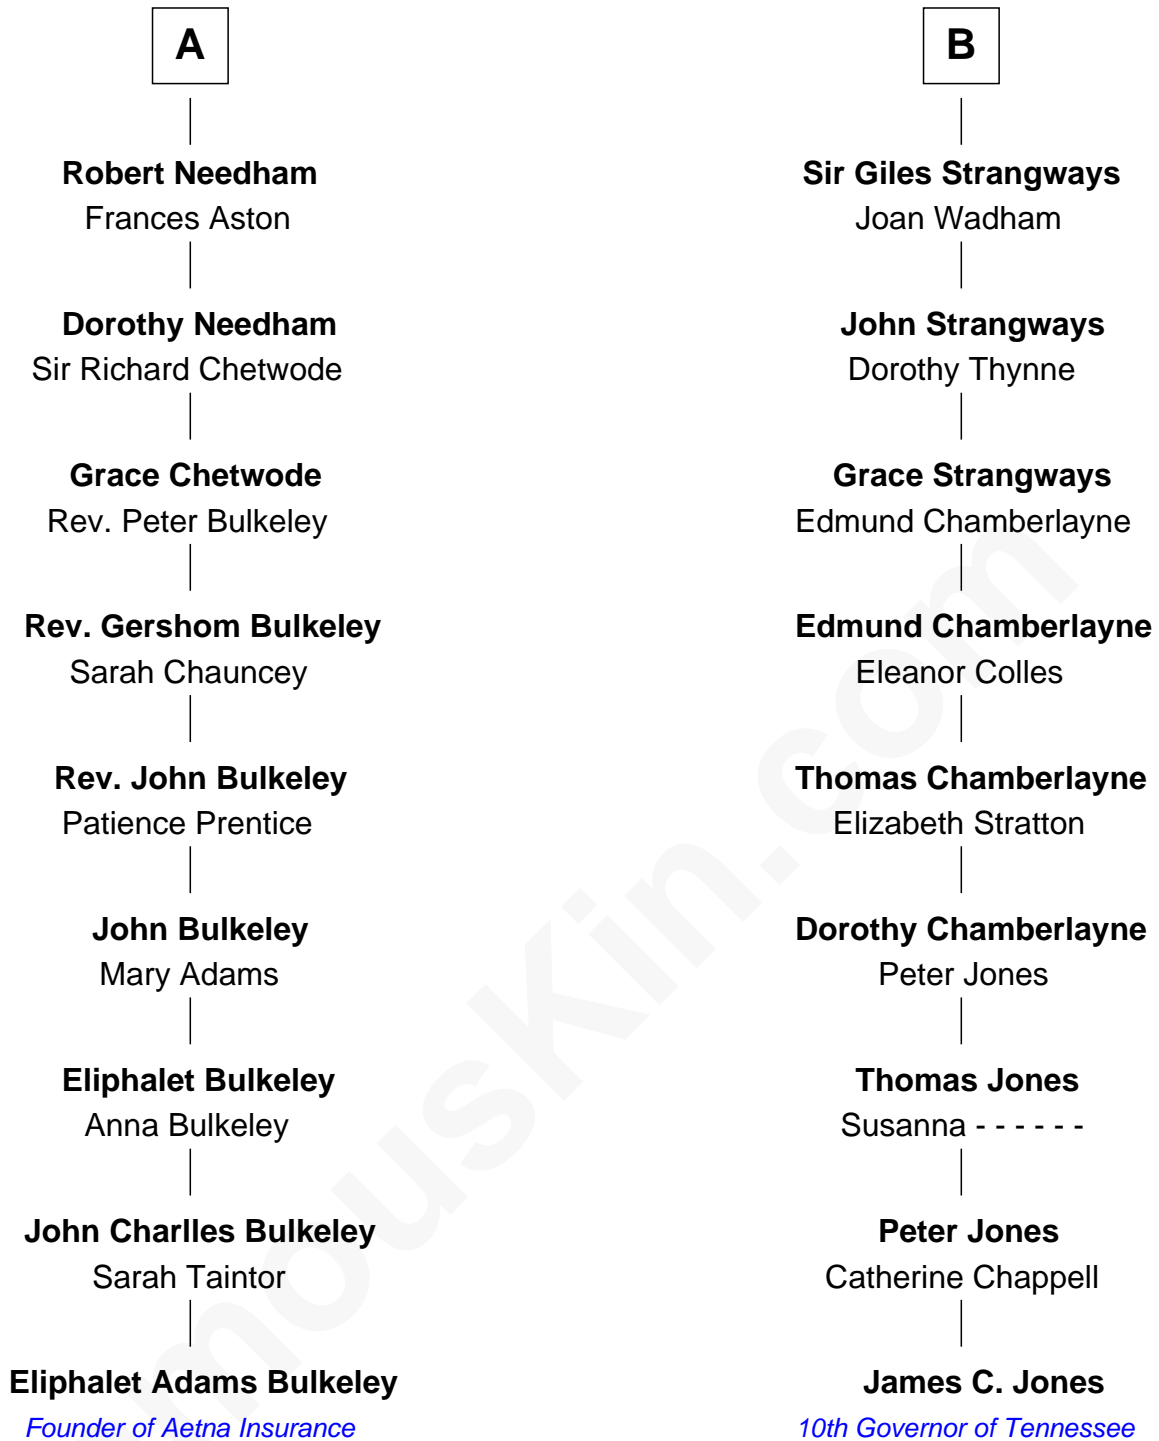 A
Robert Needham
Frances Aston
Dorothy Needham
Sir Richard Chetwode
Grace Chetwode
Rev. Peter Bulkeley
Rev. Gershom Bulkeley
Sarah Chauncey
Rev. John Bulkeley
Patience Prentice
John Bulkeley
Mary Adams
Eliphalet Bulkeley
Anna Bulkeley
John Charlles Bulkeley
Sarah Taintor
Eliphalet Adams Bulkeley
Founder of Aetna Insurance
B
Sir Giles Strangways
Joan Wadham
John Strangways
Dorothy Thynne
Grace Strangways
Edmund Chamberlayne
Edmund Chamberlayne
Eleanor Colles
Thomas Chamberlayne
Elizabeth Stratton
Dorothy Chamberlayne
Peter Jones
Thomas Jones
Susanna - - - - - -
Peter Jones
Catherine Chappell
James C. Jones
10th Governor of Tennessee
mouskin.com